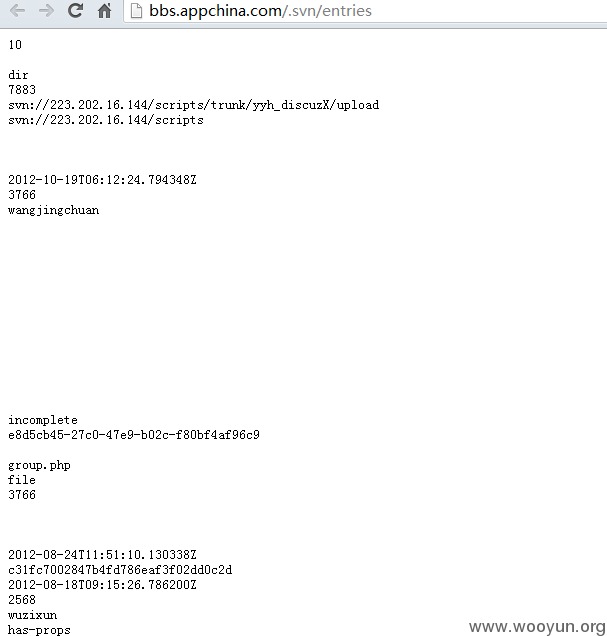 bbs.appchina.com/.svn/entries
10
dir
7883
svn://223.202.16.144/scripts/trunk/yyh_discuzX/upload
svn://223.202.16.144/scripts
2012-10-19T06:12:24.794348Z
3766
wangjingchuan
incomplete
e8d5cb45-27c0-47e9-b02c-f80bf4af96c9
group.php
file
3766
2012-08-24T11:51:10.130338Z
c31fc7002847b4fd786eaf3f02dd0c2d
2012-08-18T09:15:26.786200Z
2568
wuzixun
has-props
www.wooyun.org